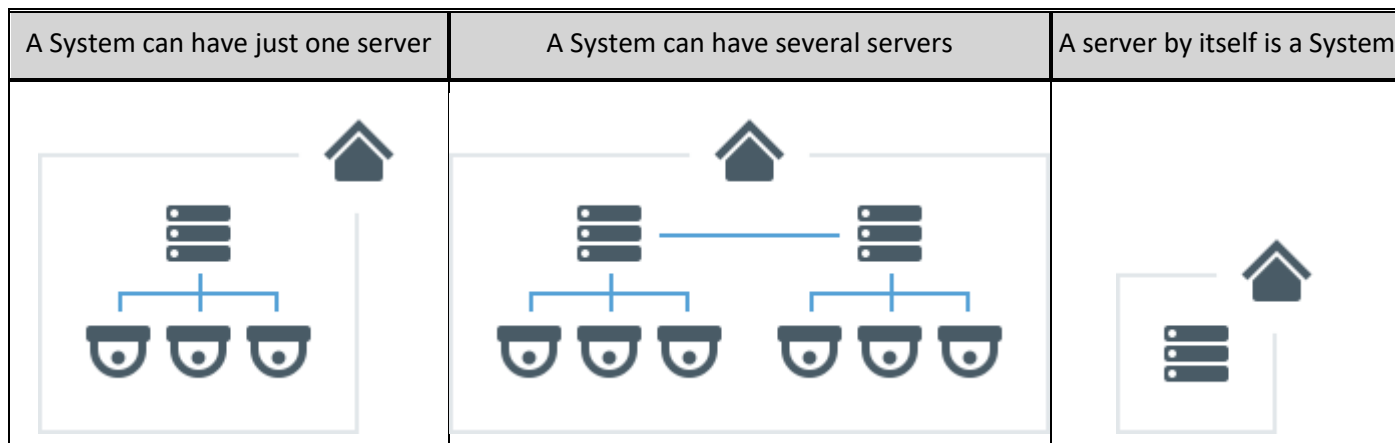 A System can have just one server
A System can have several servers
A server by itself is a System